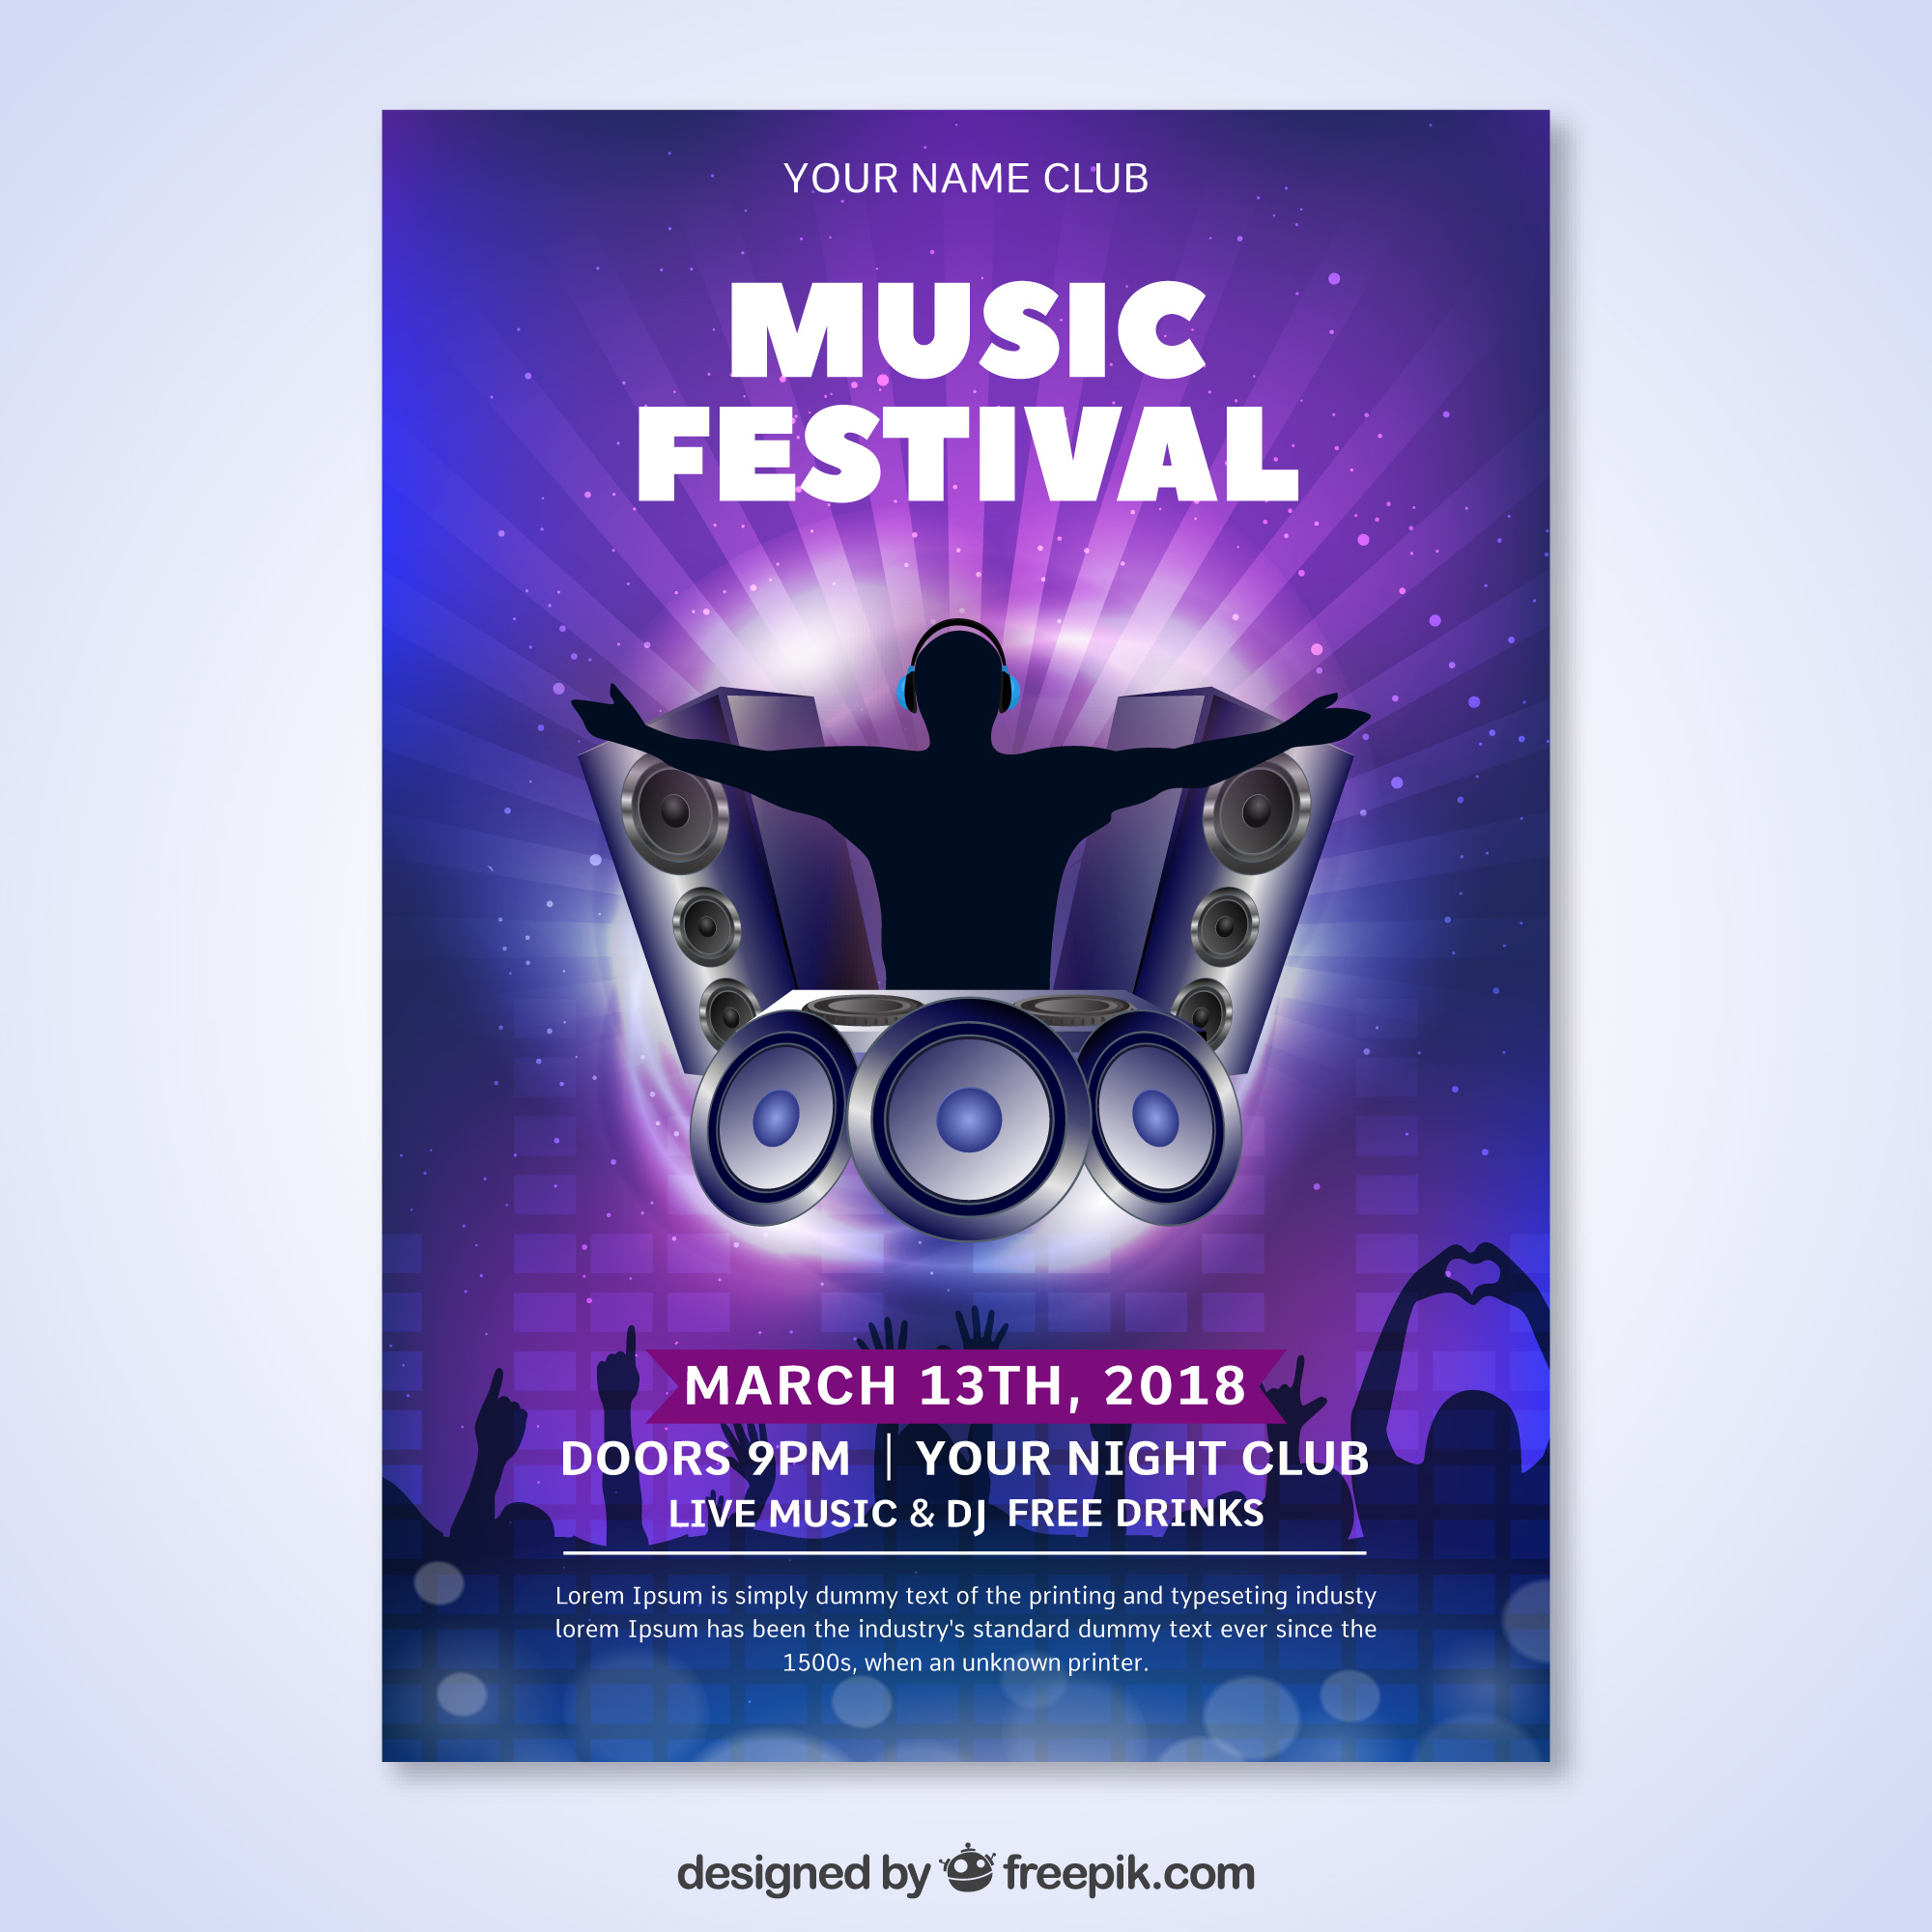 YOUR NAME CLUB
MUSIC
FESTIVAL
MARCH 13TH, 2018
DOORS 9PM | YOUR NIGHT CLUB
LIVE MUSIC & DJ FREE DRINKS
Lorem Ipsum is simply dummy text of the printing and typeseting industy
lorem Ipsum has been the industry's standard dummy text ever since the
1500s, when an unknown printer.
designed by freepik.com